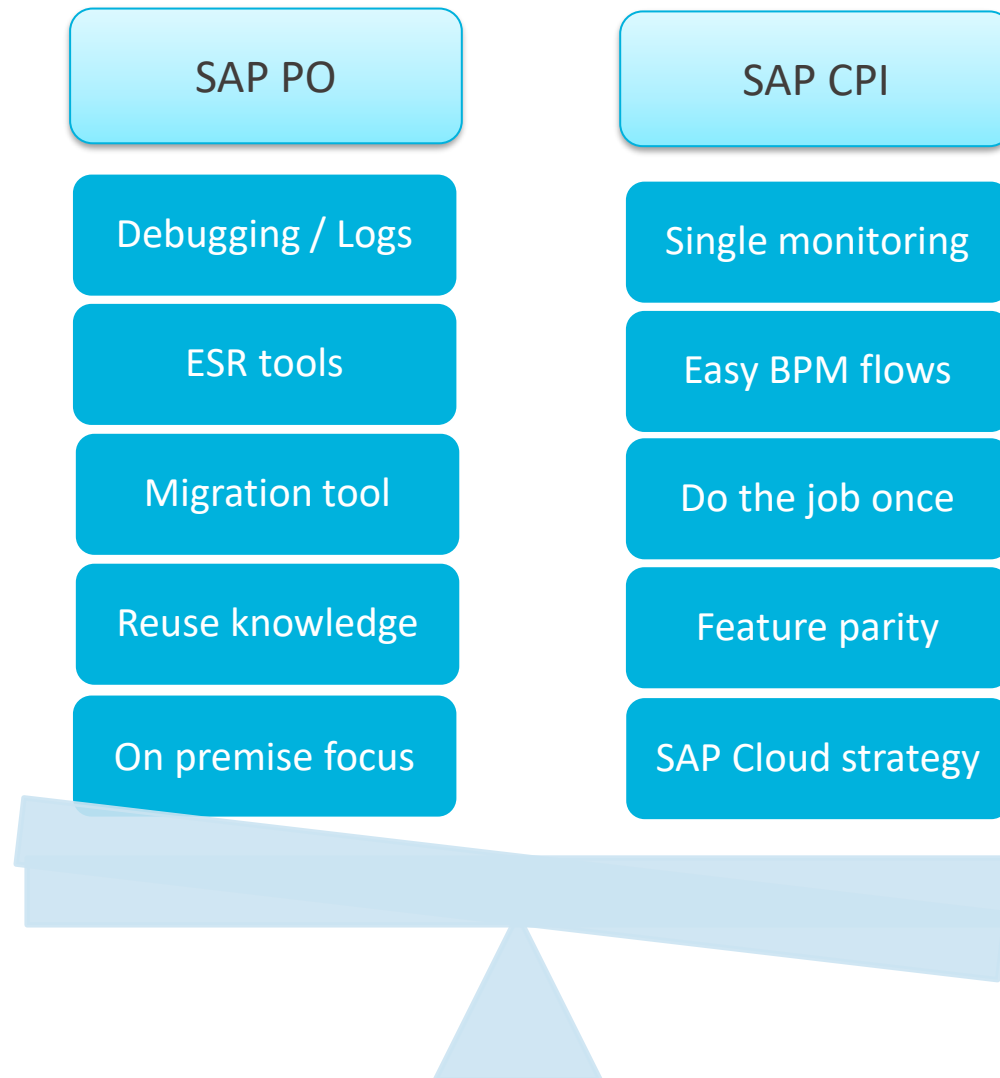 SAP PO
SAP CPI
Debugging / Logs
Single monitoring
ESR tools
Easy BPM flows
Migration tool
Do the job once
Reuse knowledge
Feature parity
On premise focus
SAP Cloud strategy